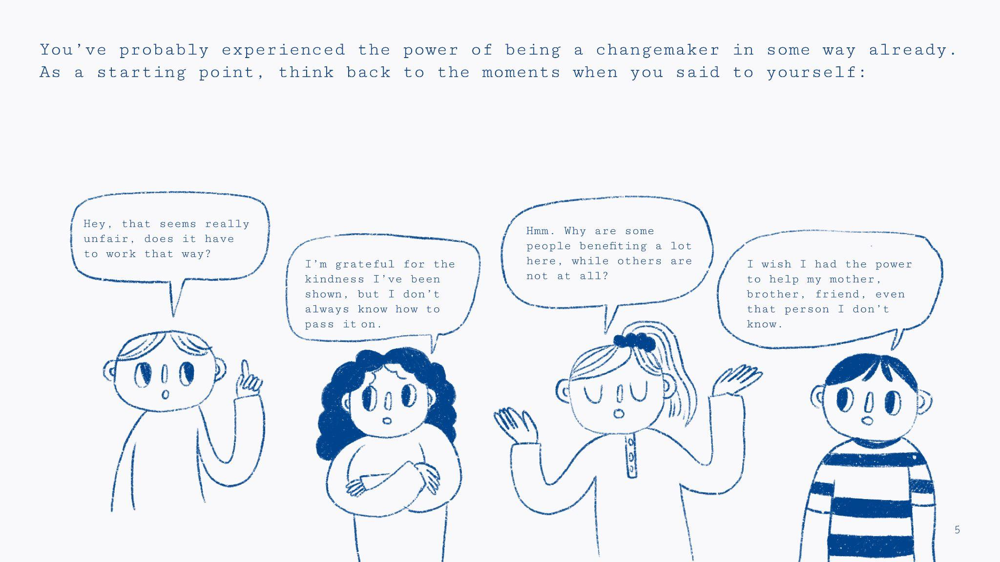 You’ve probably experienced the power of being a changemaker in some way already.
As a starting point, think back to the moments when you said to yourself:
Hey, that seems really
unfair, does it have
to work that way?
I’m grateful for the
kindness I’ve been
shown, but I don’t
always know how to
pass it on.
Hmm. Why are some
people benefiting a lot
here, while others are
not at all?
I wish I had the power
to help my mother,
brother, friend, even
that person I don’t
know.
5